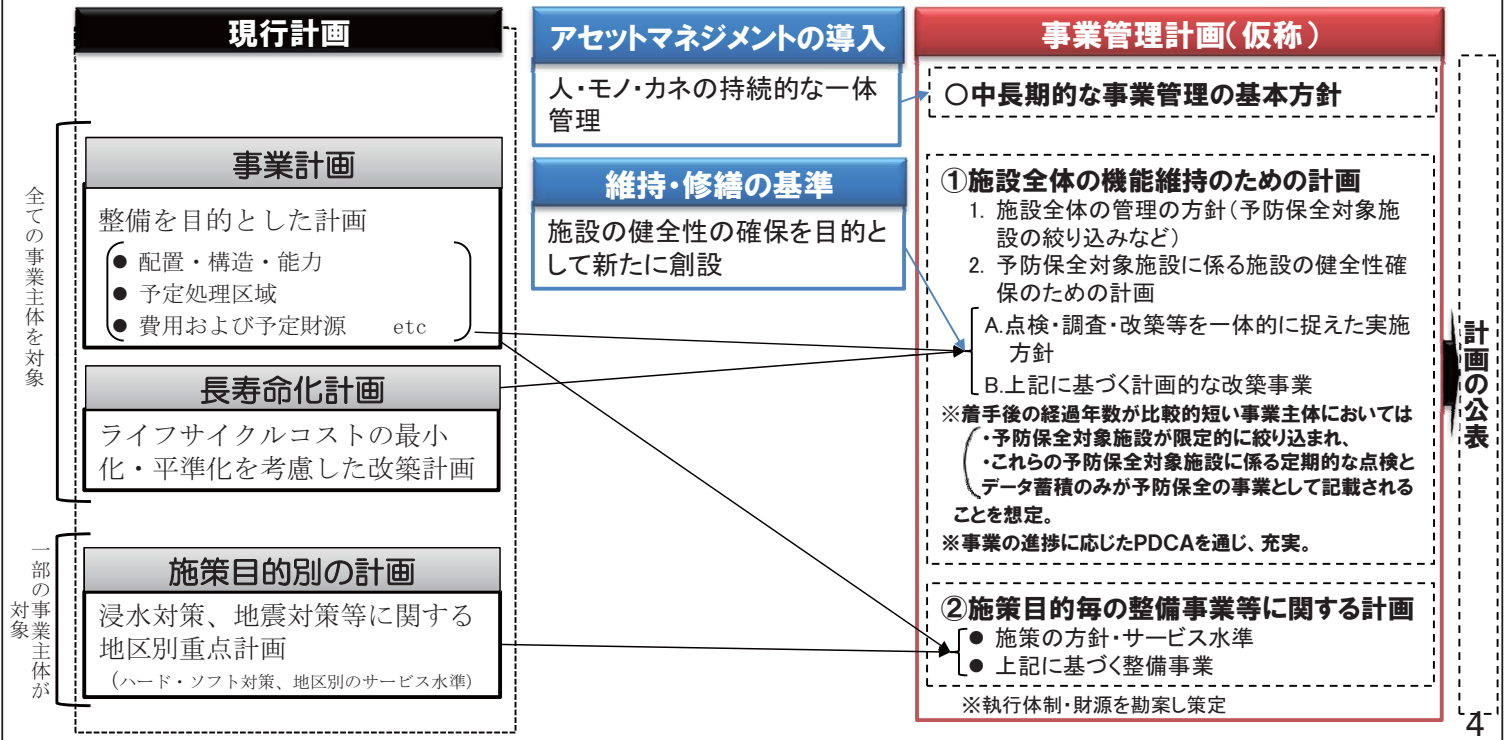 現行計画
全ての事業主体を対象
事業計画
整備を目的とした計画
● 配置・構造・能力
● 予定処理区域
● 費用および予定財源 etc
長寿命化計画
ライフサイクルコストの最小
化・平準化を考慮した改築計画
一部の事業主体が
対象
施策目的別の計画
浸水対策、地震対策等に関する
地区別重点計画
（ハード・ソフト対策、地区別のサービス水準）
アセットマネジメントの導入
人・モノ・カネの持続的な一体
管理
維持・修繕の基準
施設の健全性の確保を目的と
して新たに創設
事業管理計画（仮称）
○中長期的な事業管理の基本方針
①施設全体の機能維持のための計画
1. 施設全体の管理の方針（予防保全対象施
設の絞り込みなど）
2. 予防保全対象施設に係る施設の健全性確
保のための計画
A.点検・調査・改築等を一体的に捉えた実施
方針
B.上記に基づく計画的な改築事業
※着手後の経過年数が比較的短い事業主体においては
・予防保全対象施設が限定的に絞り込まれ、
・これらの予防保全対象施設に係る定期的な点検と
データ蓄積のみが予防保全の事業として記載される
ことを想定。
※事業の進捗に応じたPDCAを通じ、充実。
②施策目的毎の整備事業等に関する計画
● 施策の方針・サービス水準
● 上記に基づく整備事業
※執行体制・財源を勘案し策定
計画の公表
4